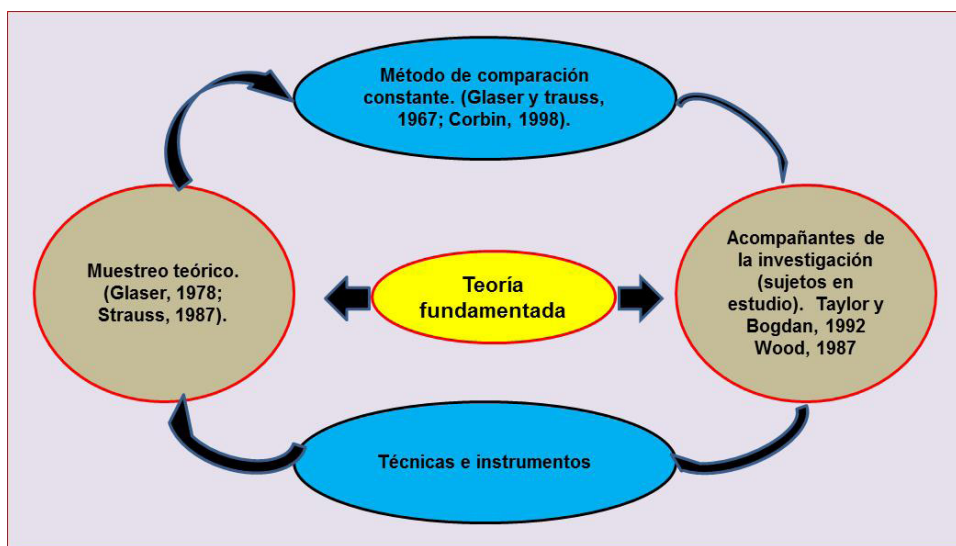 Método de comparación
constante. (Glaser y trauss,
1967; Corbin, 1998).
Muestreo teórico.
(Glaser, 1978;
Strauss, 1987).
Teoría
fundamentada
Acompañantes de
la investigación
(sujetos en
estudio). Taylor y
Bogdan, 1992
Wood, 1987
Técnicas e instrumentos